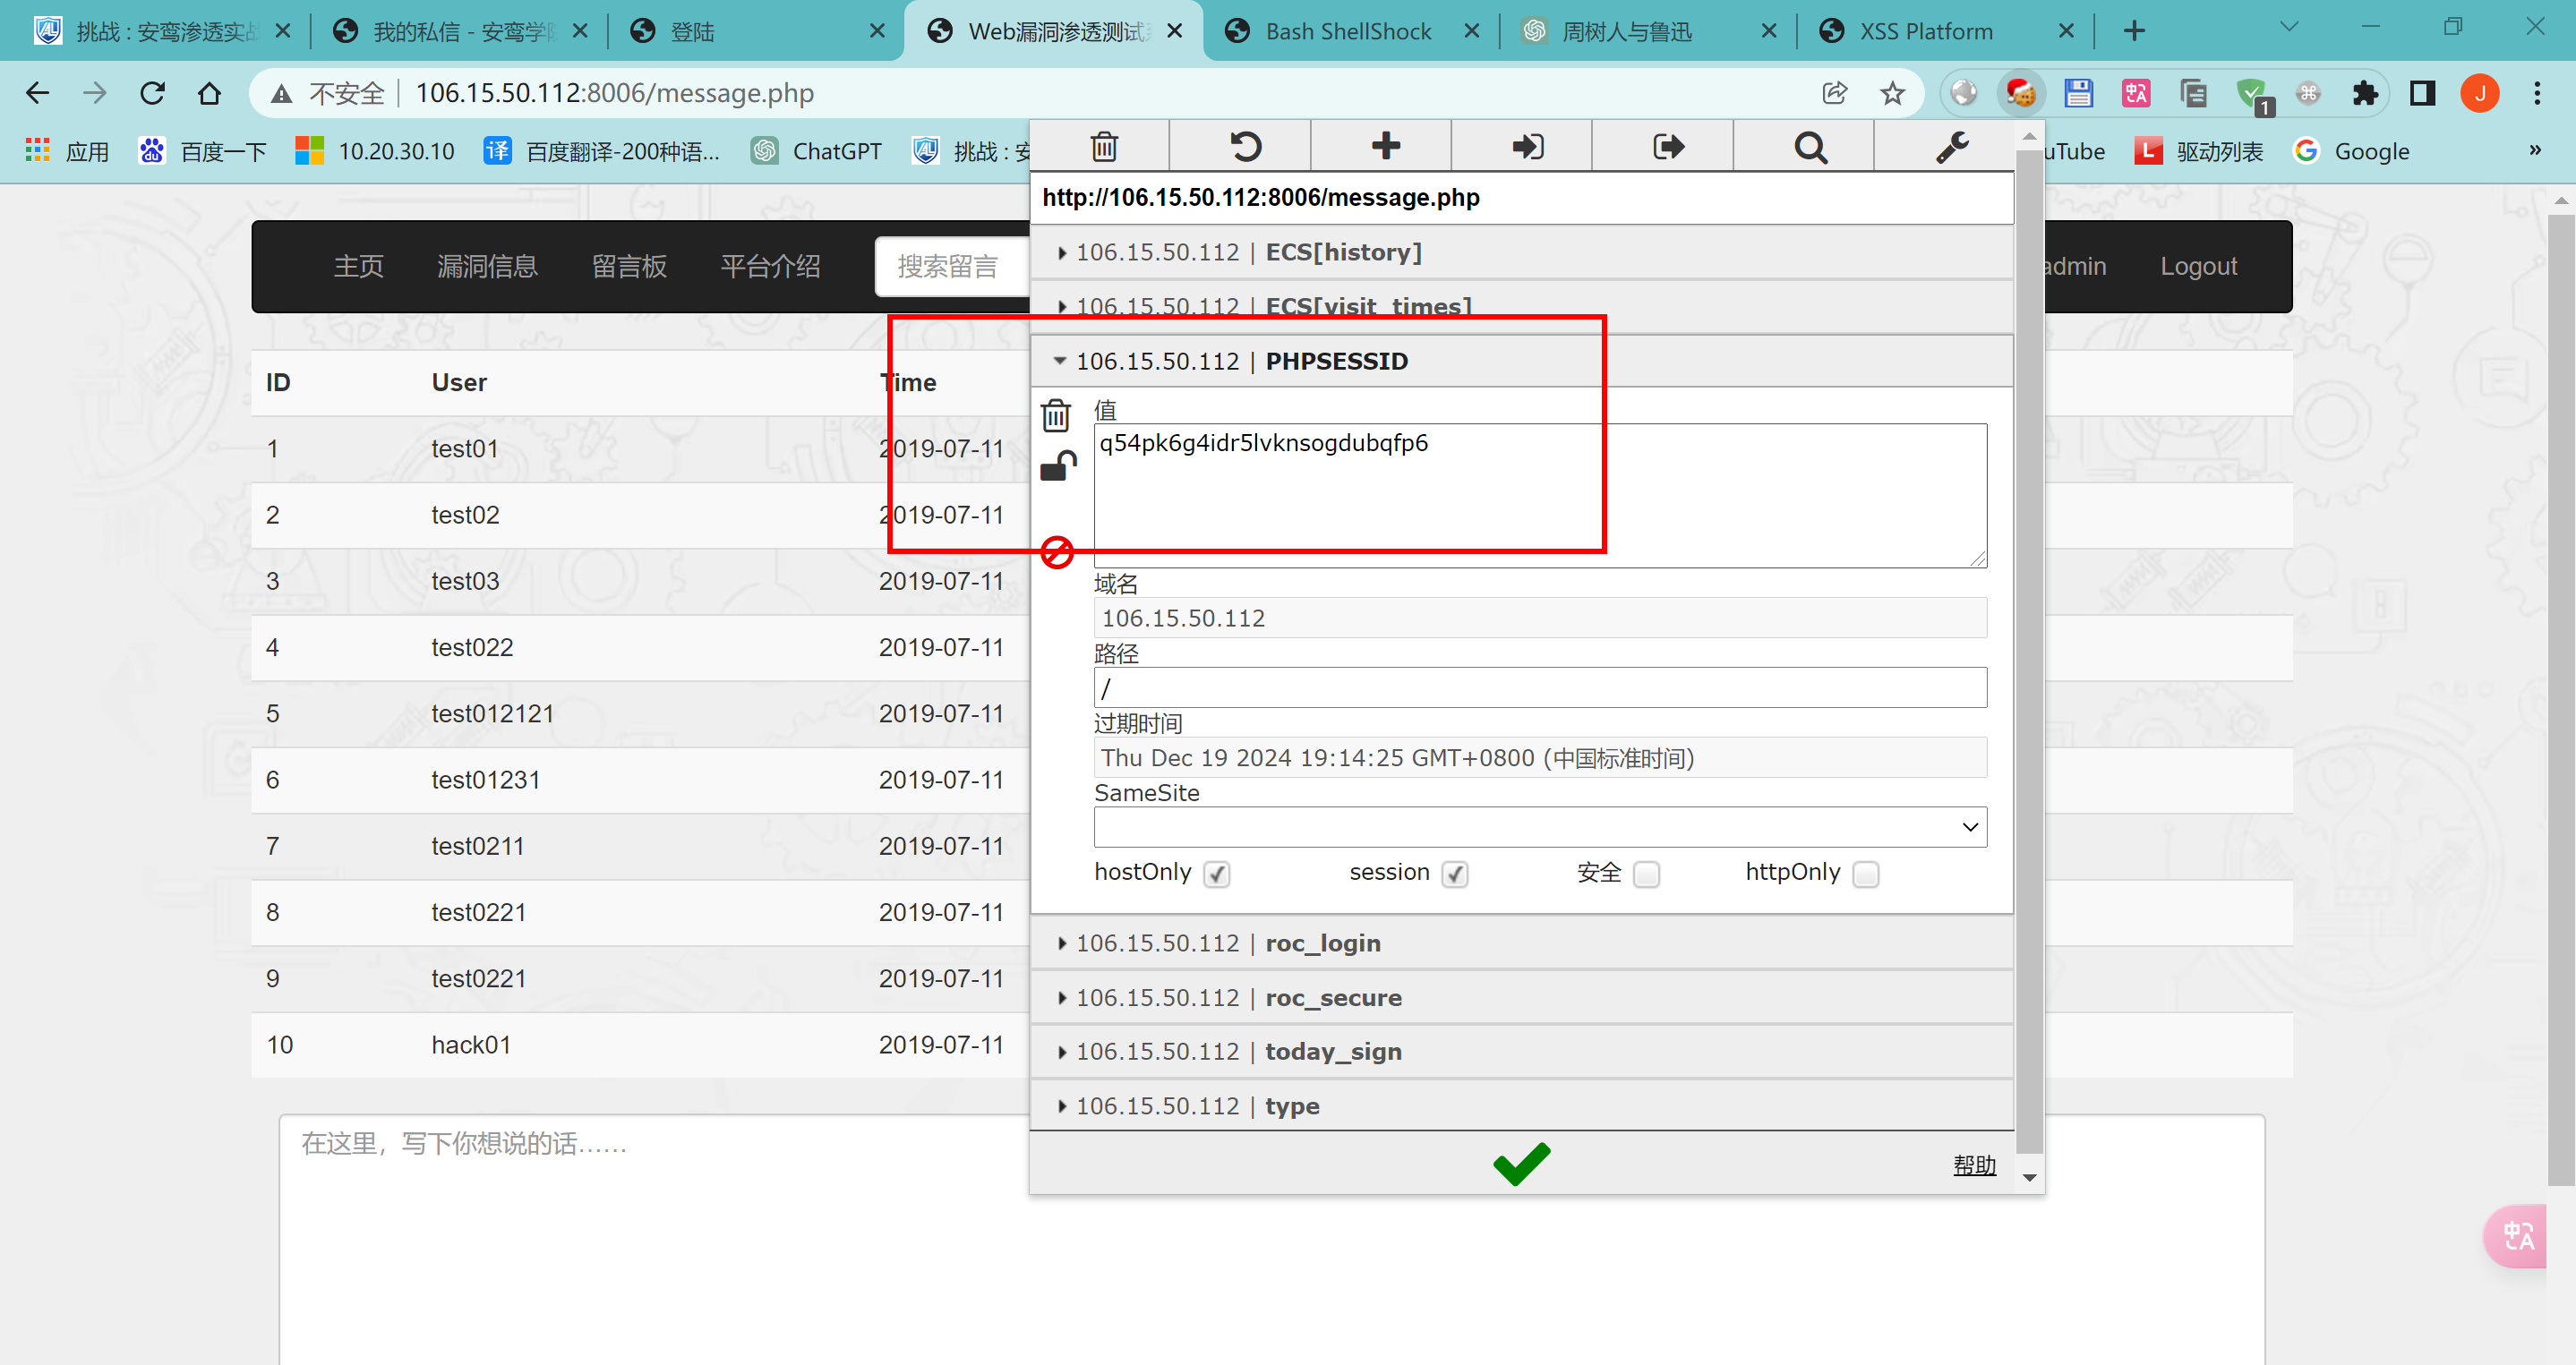 挑战 : 安鸾渗透实战
我的私信 - 安鸾学院
登陆
Web漏洞渗透测试
Bash ShellShock
周树人与鲁迅
XSS Platform
不安全
106.15.50.112:8006/message.php
1
J
应用
百度一下
10.20.30.10
百度翻译-200种语...
ChatGPT
挑战 : 安
uTube
驱动列表
Google
»
http://106.15.50.112:8006/message.php
主页
漏洞信息
留言板
平台介绍
搜索留言
admin
Logout
106.15.50.112 | ECS[history]
106.15.50.112 | ECS[visit_times]
106.15.50.112 | PHPSESSID
值
q54pk6g4idr5lvknsogdubqfp6
域名
106.15.50.112
路径
/
过期时间
Thu Dec 19 2024 19:14:25 GMT+0800 (中国标准时间)
SameSite
hostOnly
session
安全
httpOnly
106.15.50.112 | roc_login
106.15.50.112 | roc_secure
106.15.50.112 | today_sign
106.15.50.112 | type
帮助
ID User Time
1 test01 2019-07-11
2 test02 2019-07-11
3 test03 2019-07-11
4 test022 2019-07-11
5 test012121 2019-07-11
6 test01231 2019-07-11
7 test0211 2019-07-11
8 test0221 2019-07-11
9 test0221 2019-07-11
10 hack01 2019-07-11
在这里，写下你想说的话……